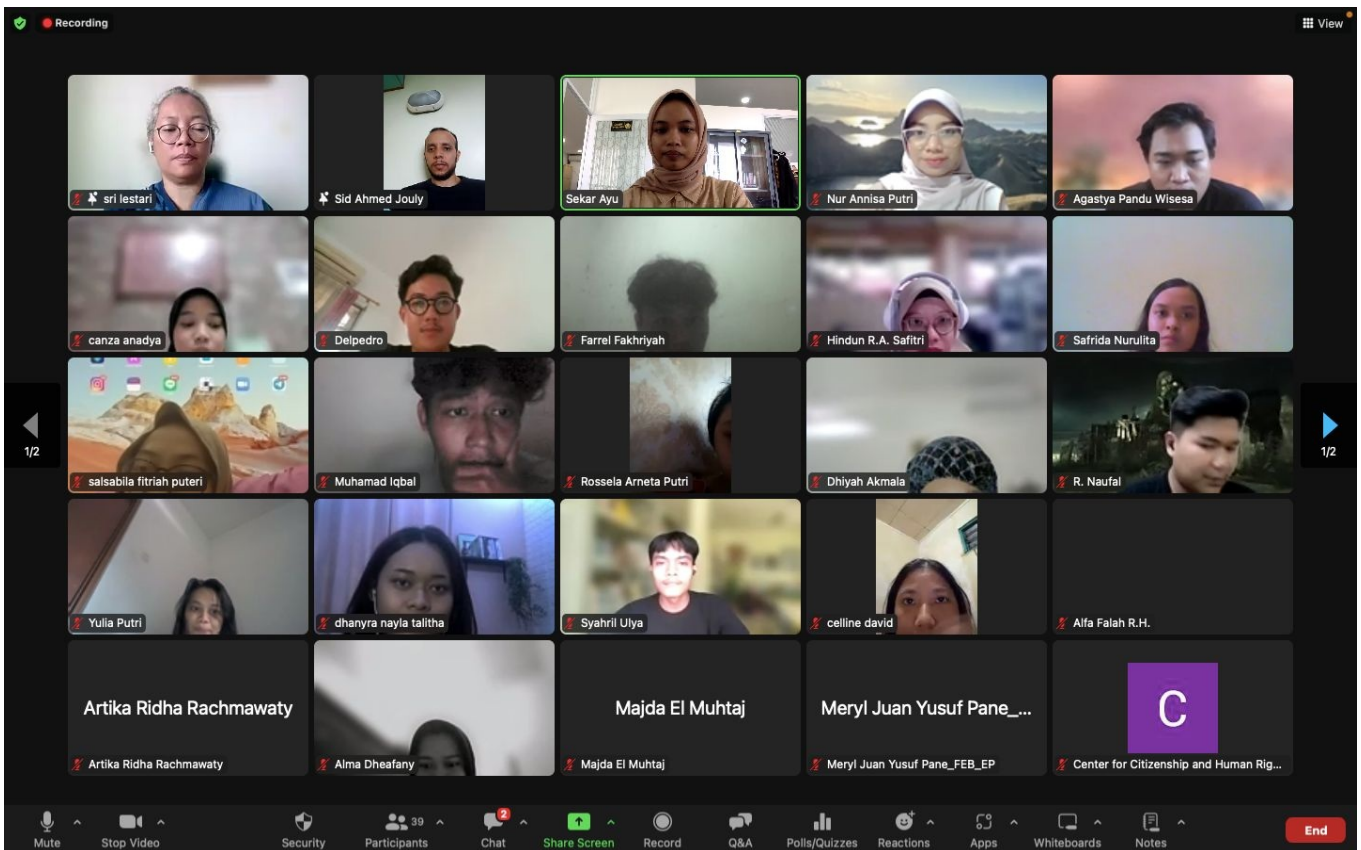 Recording
View
sri lestari
Sid Ahmed Jouly
Sekar Ayu
Nur Annisa Putri
Agastya Pandu Wisesa
canza anadya
Delpedro
Farrel Fakhriyah
Hindun R.A. Safitri
Safrida Nurulita
1/2
1/2
salsabila fitriah puteri
Muhamad Iqbal
Rossela Arneta Putri
Dhiyah Akmala
R. Naufal
Yulia Putri
dhanyra nayla talitha
Syahril Ulya
celline david
Alfa Falah R.H.
Artika Ridha Rachmawaty
Majda El Muhtaj
Meryl Juan Yusuf Pane_...
C
Artika Ridha Rachmawaty
Alma Dheafany
Majda El Muhtaj
Meryl Juan Yusuf Pane_FEB_EP
Center for Citizenship and Human Rig...
39
2
Mute
Stop Video
Security
Participants
Chat
Share Screen
Record
Q&A
Polls/Quizzes
Reactions
Apps
Whiteboards
Notes
End